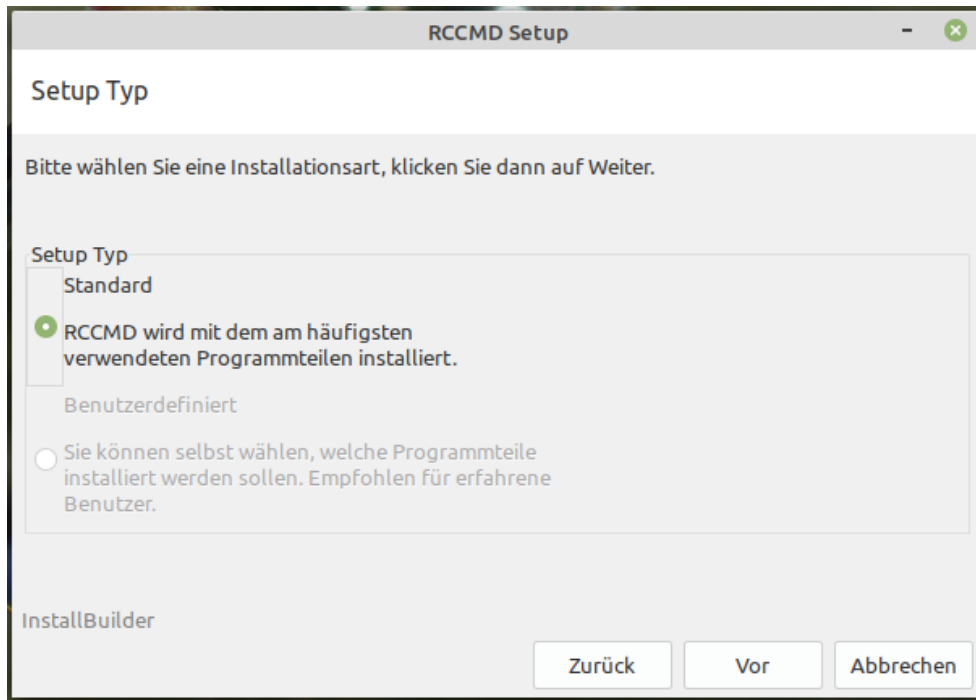 RCCMD Setup
Setup Typ
Bitte wählen Sie eine Installationsart, klicken Sie dann auf Weiter.
Setup Typ
Standard
RCCMD wird mit dem am häufigsten
verwendeten Programmteilen installiert.
Benutzerdefiniert
Sie können selbst wählen, welche Programmteile
installiert werden sollen. Empfohlen für erfahrene
Benutzer.
InstallBuilder
Zurück
Vor
Abbrechen